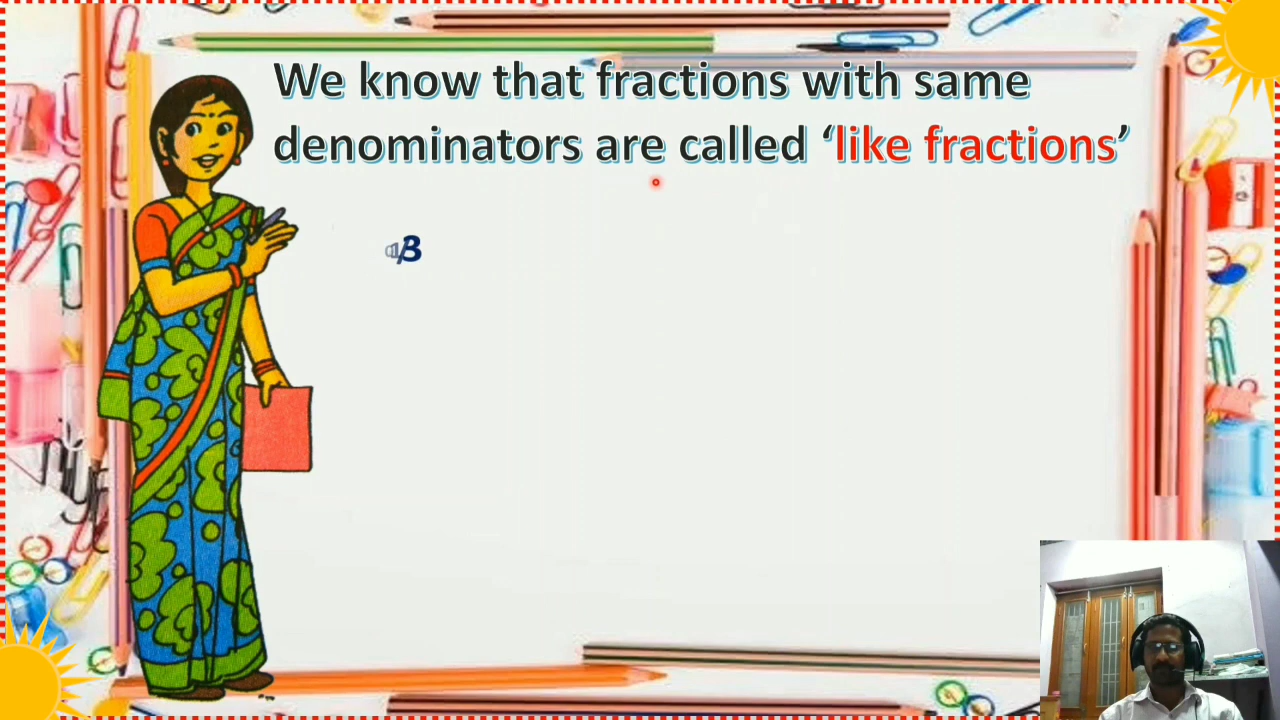 We know that fractions with same
denominators are called ‘like fractions’